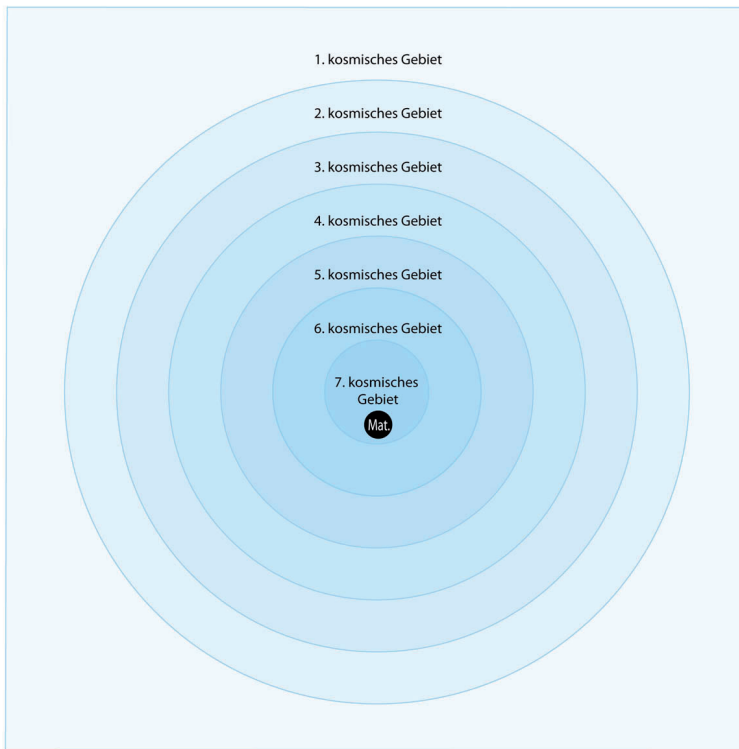 1. kosmisches Gebiet
2. kosmisches Gebiet
3. kosmisches Gebiet
4. kosmisches Gebiet
5. kosmisches Gebiet
6. kosmisches Gebiet
7. kosmisches
Gebiet
Mat.